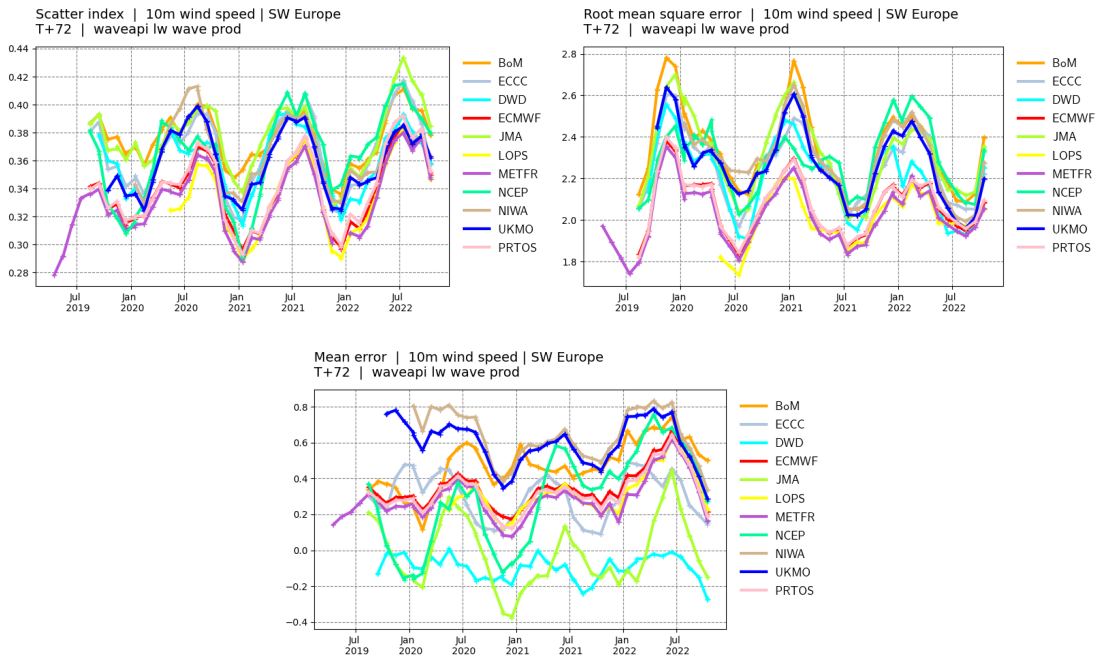 Scatter index | 10m wind speed | SW Europe
T+72 | waveapi lw wave prod
0.44
0.42
0.40
0.38
0.36
0.34
0.32
0.30
0.28
Jul 2019
Jan 2020
Jul 2020
Jan 2021
Jul 2021
Jan 2022
Jul 2022
BoM
ECCC
DWD
ECMWF
JMA
LOPS
METFR
NCEP
NIWA
UKMO
PRTOS
Root mean square error | 10m wind speed | SW Europe
T+72 | waveapi lw wave prod
2.8
2.6
2.4
2.2
2.0
1.8
Jul 2019
Jan 2020
Jul 2020
Jan 2021
Jul 2021
Jan 2022
Jul 2022
BoM
ECCC
DWD
ECMWF
JMA
LOPS
METFR
NCEP
NIWA
UKMO
PRTOS
Mean error | 10m wind speed | SW Europe
T+72 | waveapi lw wave prod
0.8
0.6
0.4
0.2
0.0
−0.2
−0.4
Jul 2019
Jan 2020
Jul 2020
Jan 2021
Jul 2021
Jan 2022
Jul 2022
BoM
ECCC
DWD
ECMWF
JMA
LOPS
METFR
NCEP
NIWA
UKMO
PRTOS